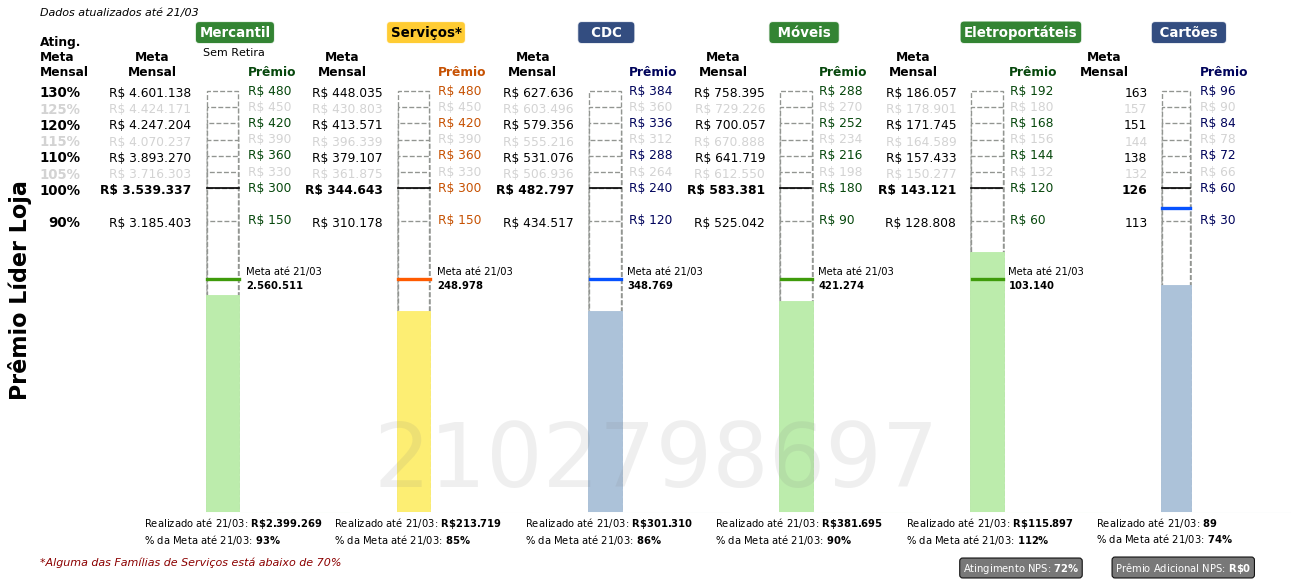 Dados atualizados até 21/03
Mercantil Serviços* CDC Móveis Eletroportáteis Cartões
Sem Retira
Ating. Meta Mensal Meta Mensal Prêmio Meta Mensal Prêmio Meta Mensal Prêmio Meta Mensal Prêmio Meta Mensal Prêmio Meta Mensal Prêmio
130% R$ 4.601.138 R$ 480 R$ 448.035 R$ 480 R$ 627.636 R$ 384 R$ 758.395 R$ 288 R$ 186.057 R$ 192 163 R$ 96
125% R$ 4.424.171 R$ 450 R$ 430.803 R$ 450 R$ 603.496 R$ 360 R$ 729.226 R$ 270 R$ 178.901 R$ 180 157 R$ 90
120% R$ 4.247.204 R$ 420 R$ 413.571 R$ 420 R$ 579.356 R$ 336 R$ 700.057 R$ 252 R$ 171.745 R$ 168 151 R$ 84
115% R$ 4.070.237 R$ 390 R$ 396.339 R$ 390 R$ 555.216 R$ 312 R$ 670.888 R$ 234 R$ 164.589 R$ 156 144 R$ 78
110% R$ 3.893.270 R$ 360 R$ 379.107 R$ 360 R$ 531.076 R$ 288 R$ 641.719 R$ 216 R$ 157.433 R$ 144 138 R$ 72
105% R$ 3.716.303 R$ 330 R$ 361.875 R$ 330 R$ 506.936 R$ 264 R$ 612.550 R$ 198 R$ 150.277 R$ 132 132 R$ 66
100% R$ 3.539.337 R$ 300 R$ 344.643 R$ 300 R$ 482.797 R$ 240 R$ 583.381 R$ 180 R$ 143.121 R$ 120 126 R$ 60
90% R$ 3.185.403 R$ 150 R$ 310.178 R$ 150 R$ 434.517 R$ 120 R$ 525.042 R$ 90 R$ 128.808 R$ 60 113 R$ 30
Prêmio Líder Loja
Meta até 21/03 Meta até 21/03 Meta até 21/03 Meta até 21/03 Meta até 21/03
2.560.511 248.978 348.769 421.274 103.140
2102798697
Realizado até 21/03: R$2.399.269 Realizado até 21/03: R$213.719 Realizado até 21/03: R$301.310 Realizado até 21/03: R$381.695 Realizado até 21/03: R$115.897 Realizado até 21/03: 89
% da Meta até 21/03: 93% % da Meta até 21/03: 85% % da Meta até 21/03: 86% % da Meta até 21/03: 90% % da Meta até 21/03: 112% % da Meta até 21/03: 74%
*Alguma das Famílias de Serviços está abaixo de 70%
Atingimento NPS: 72% Prêmio Adicional NPS: R$0